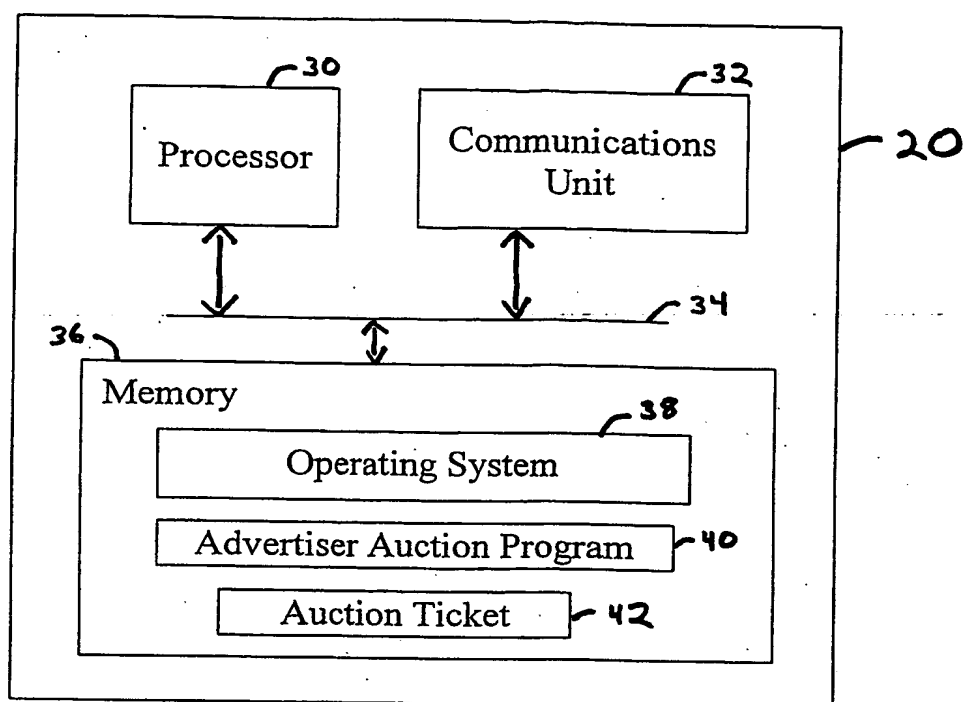 30
32
Processor
Communications
Unit
20
34
36
Memory
38
Operating System
Advertiser Auction Program
40
Auction Ticket
42